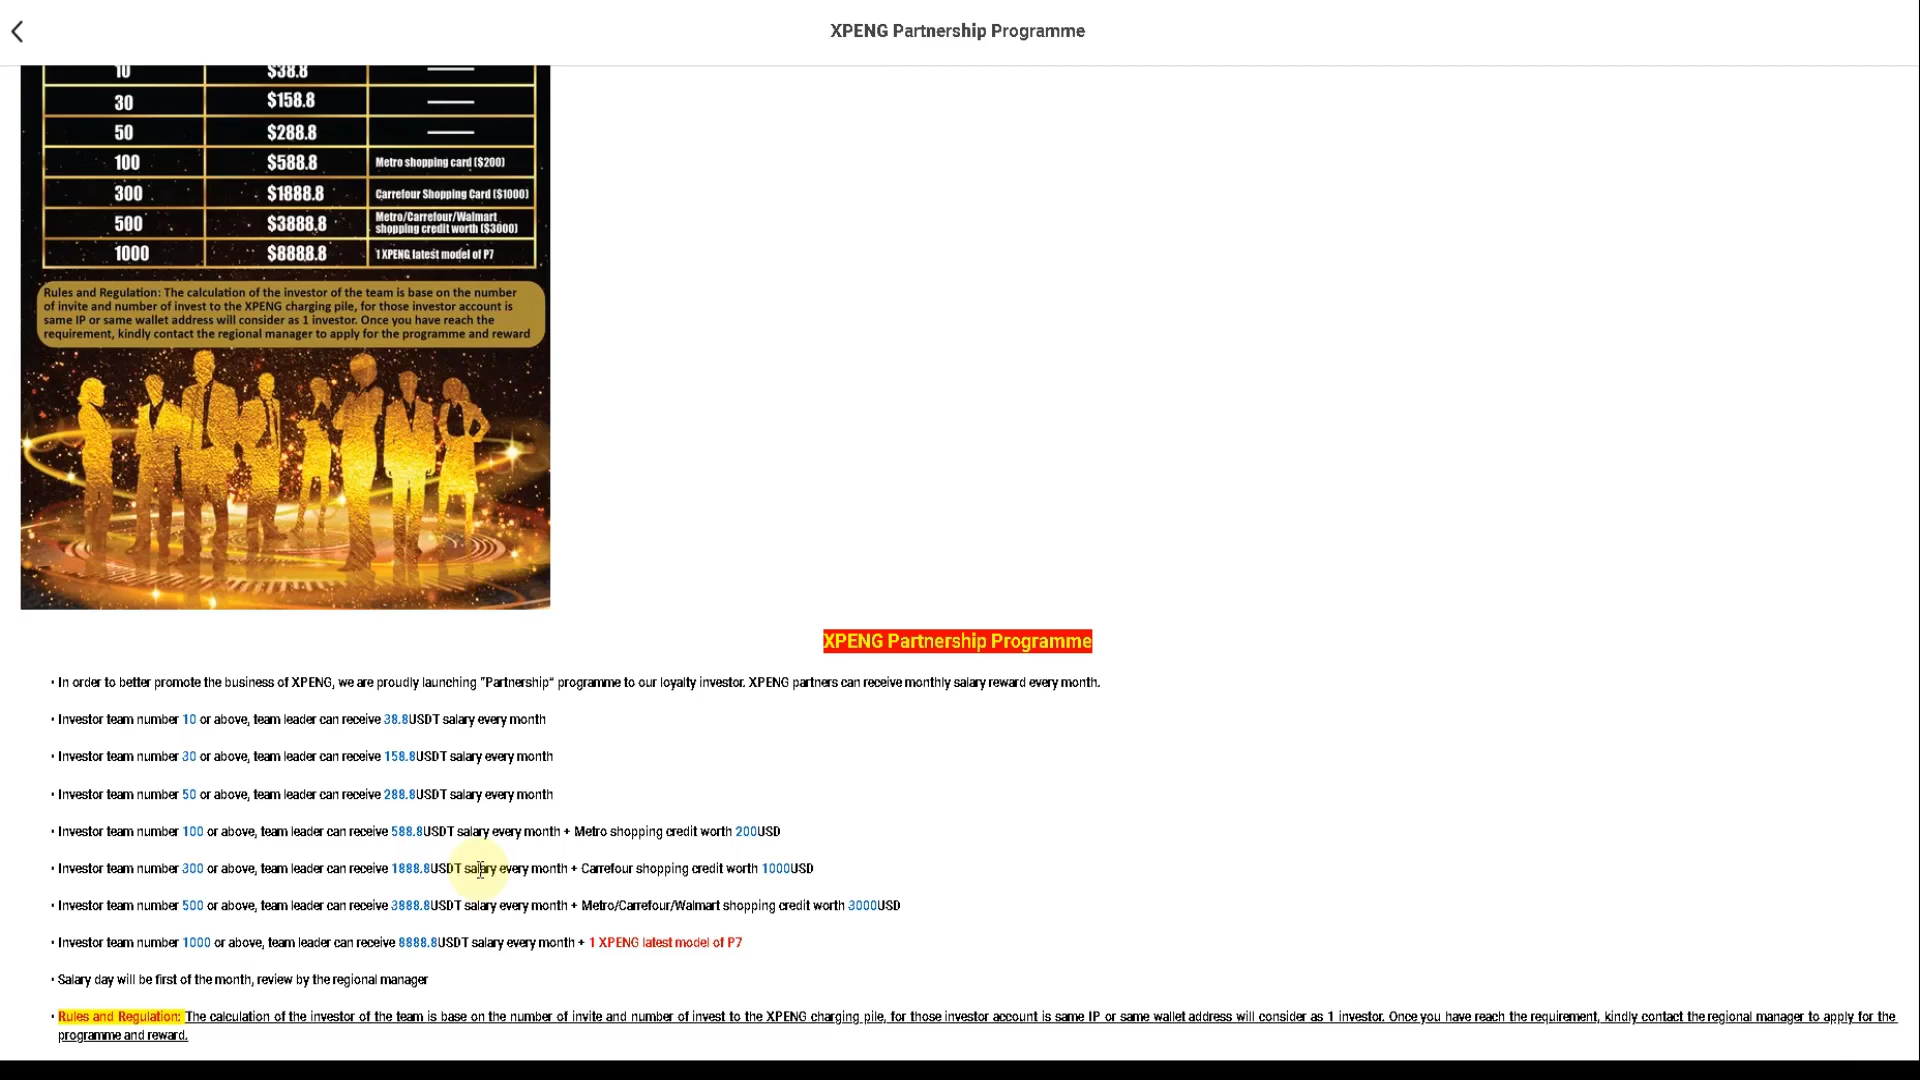 XPENG Partnership Programme
10 $38.8
30 $158.8
50 $288.8
100 $588.8 Metro shopping card ($200)
300 $1888.8 Carrefour Shopping Card ($1000)
500 $3888.8 Metro/Carrefour/Walmart
shopping credit worth ($3000)
1000 $8888.8 1 XPENG latest model of P7
Rules and Regulation: The calculation of the investor of the team is base on the number
of invite and number of invest to the XPENG charging pile, for those investor account is
same IP or same wallet address will consider as 1 investor. Once you have reach the
requirement, kindly contact the regional manager to apply for the programme and reward
XPENG Partnership Programme
• In order to better promote the business of XPENG, we are proudly launching "Partnership" programme to our loyalty investor. XPENG partners can receive monthly salary reward every month.
• Investor team number 10 or above, team leader can receive 38.8USDT salary every month
• Investor team number 30 or above, team leader can receive 158.8USDT salary every month
• Investor team number 50 or above, team leader can receive 288.8USDT salary every month
• Investor team number 100 or above, team leader can receive 588.8USDT salary every month + Metro shopping credit worth 200USD
• Investor team number 300 or above, team leader can receive 1888.8USDT salary every month + Carrefour shopping credit worth 1000USD
• Investor team number 500 or above, team leader can receive 3888.8USDT salary every month + Metro/Carrefour/Walmart shopping credit worth 3000USD
• Investor team number 1000 or above, team leader can receive 8888.8USDT salary every month + 1 XPENG latest model of P7
• Salary day will be first of the month, review by the regional manager
• Rules and Regulation: The calculation of the investor of the team is base on the number of invite and number of invest to the XPENG charging pile, for those investor account is same IP or same wallet address will consider as 1 investor. Once you have reach the requirement, kindly contact the regional manager to apply for the
programme and reward.